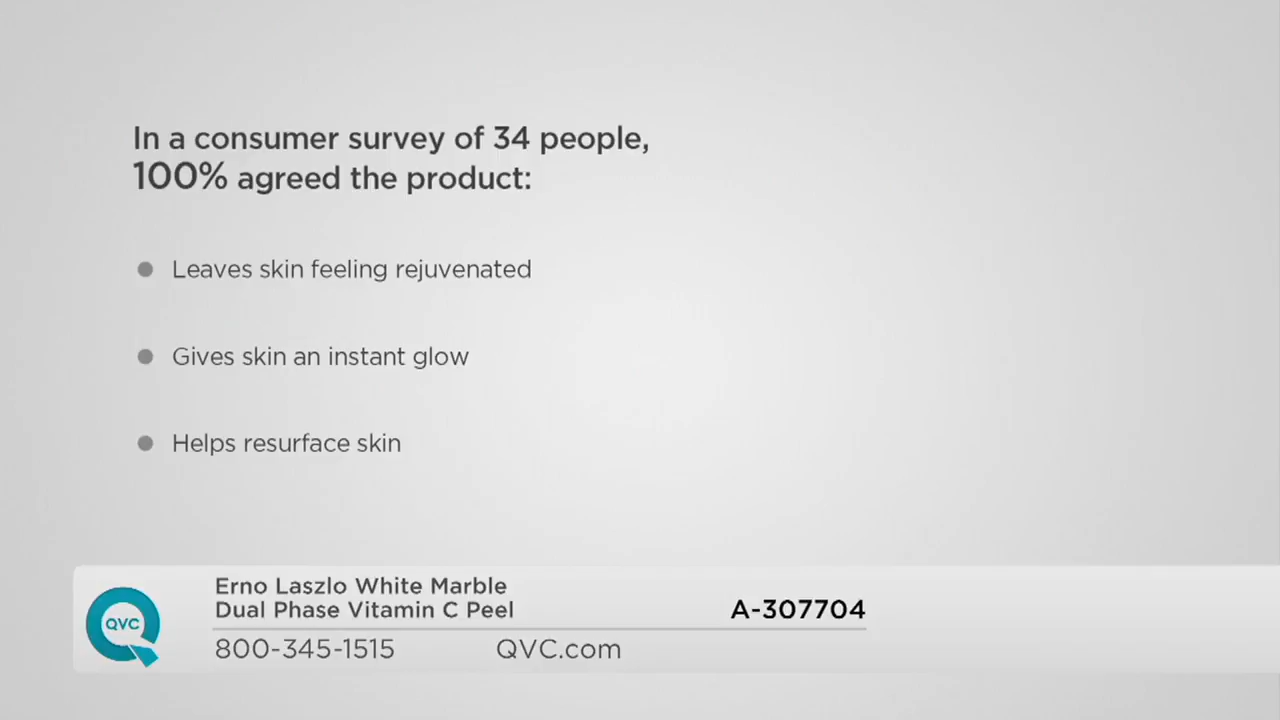 In a consumer survey of 34 people,
100% agreed the product:
Leaves skin feeling rejuvenated
Gives skin an instant glow
Helps resurface skin
QVC
Erno Laszlo White Marble
Dual Phase Vitamin C Peel
A-307704
800-345-1515 QVC.com